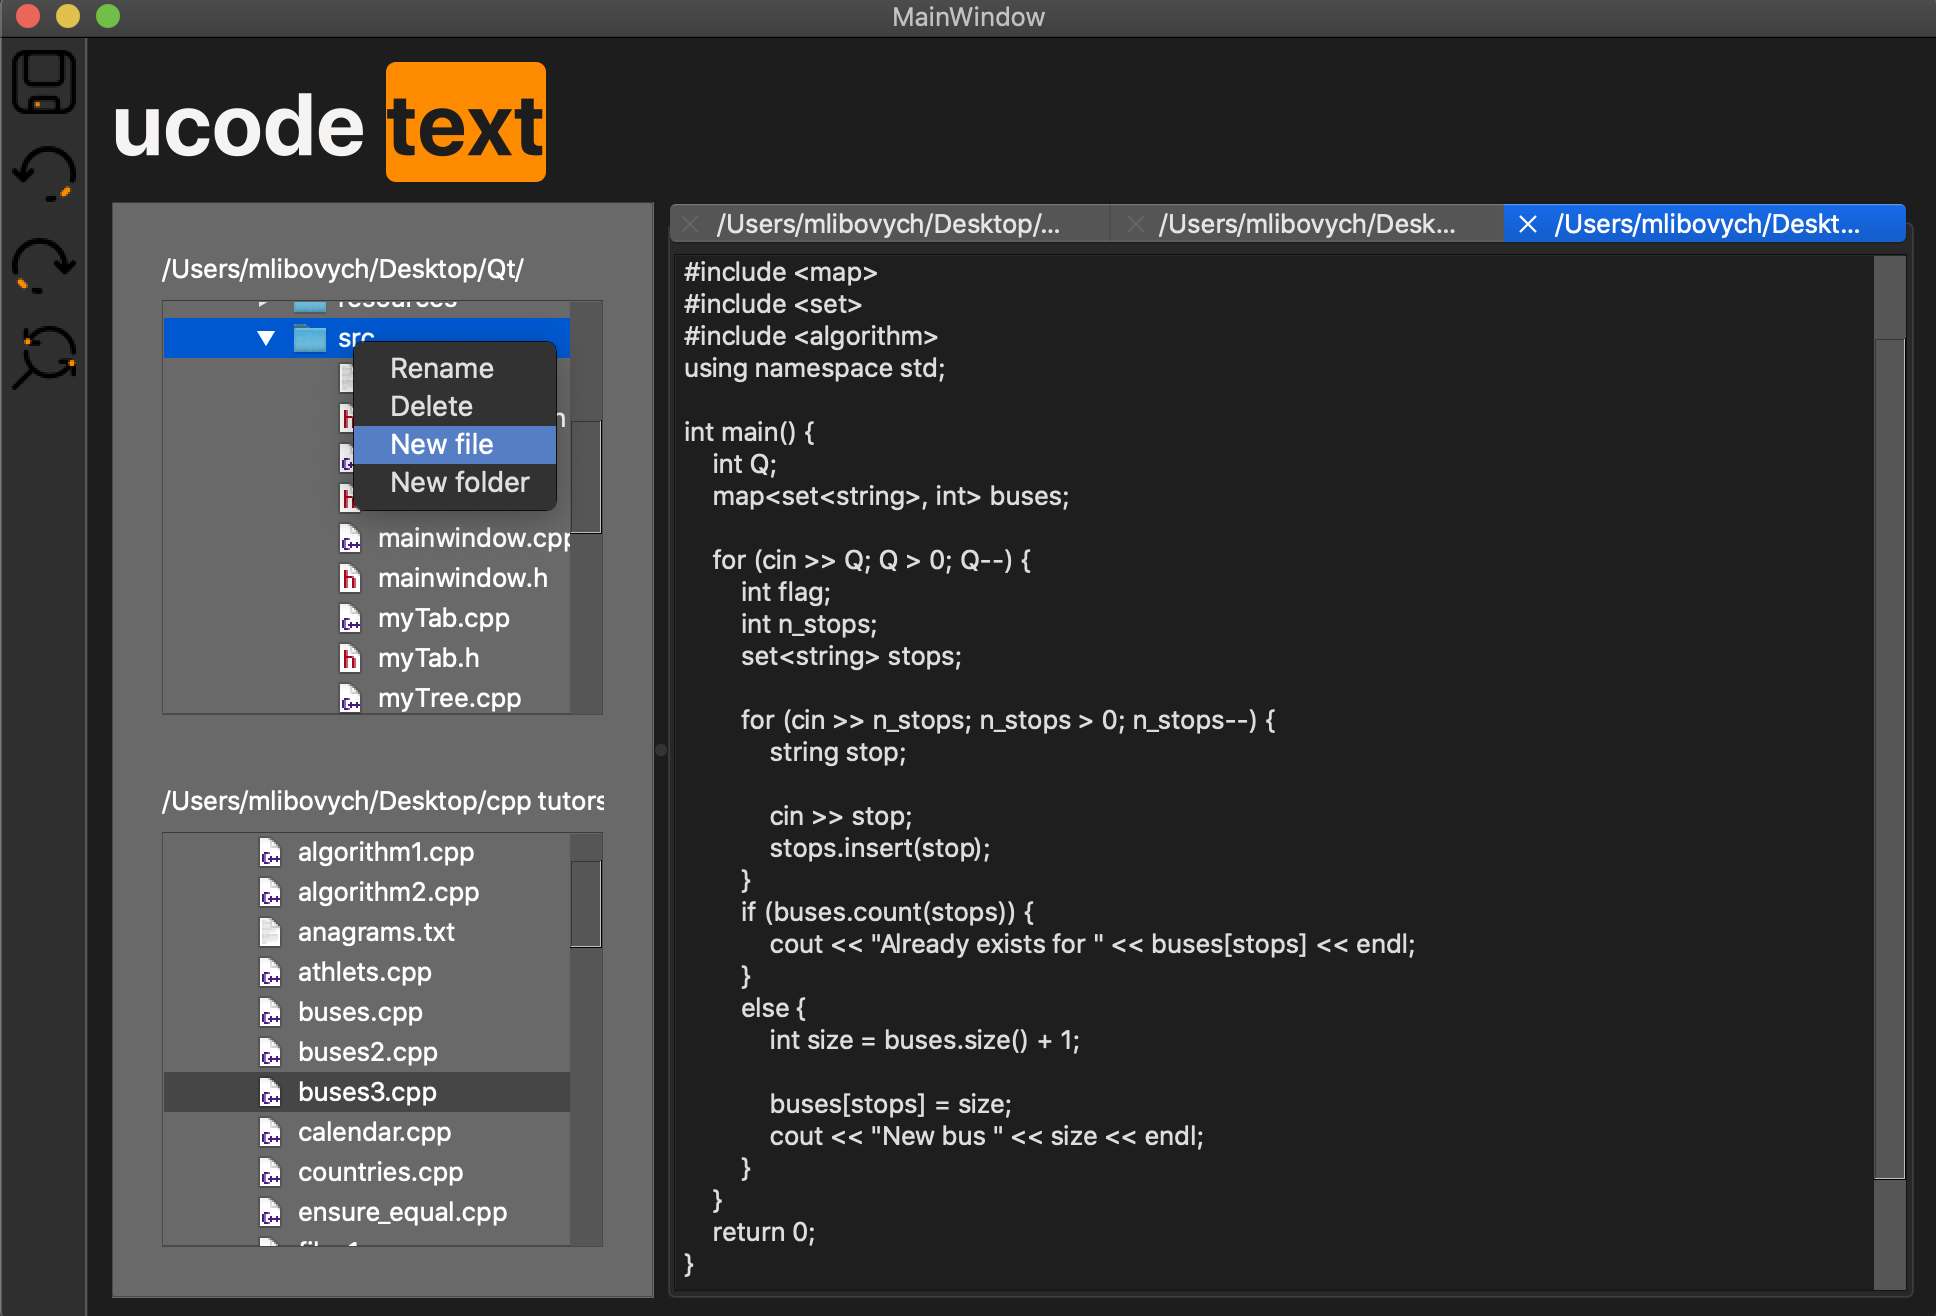 MainWindow
ucode text
/Users/mlibovych/Desktop/Qt/
resources
src
Rename
Delete
New file
New folder
mainwindow.cpp
mainwindow.h
myTab.cpp
myTab.h
myTree.cpp
/Users/mlibovych/Desktop/cpp tutors
algorithm1.cpp
algorithm2.cpp
anagrams.txt
athlets.cpp
buses.cpp
buses2.cpp
buses3.cpp
calendar.cpp
countries.cpp
ensure_equal.cpp
/Users/mlibovych/Desktop/...
/Users/mlibovych/Desk...
/Users/mlibovych/Deskt...
#include <map>
#include <set>
#include <algorithm>
using namespace std;
int main() {
int Q;
map<set<string>, int> buses;
for (cin >> Q; Q > 0; Q--) {
int flag;
int n_stops;
set<string> stops;
for (cin >> n_stops; n_stops > 0; n_stops--) {
string stop;
cin >> stop;
stops.insert(stop);
}
if (buses.count(stops)) {
cout << "Already exists for " << buses[stops] << endl;
}
else {
int size = buses.size() + 1;
buses[stops] = size;
cout << "New bus " << size << endl;
}
}
return 0;
}